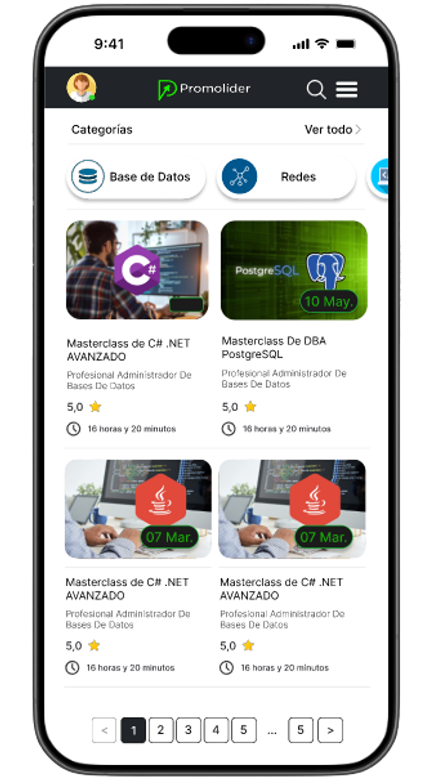 9:41
Promolíder
Categorías
Ver todo >
Base de Datos
Redes
C#
PostgreSQL
10 May.
Masterclass de C# .NET
AVANZADO
Profesional Administrador De
Bases De Datos
5,0
16 horas y 20 minutos
Masterclass De DBA
PostgreSQL
Profesional Administrador De
Bases De Datos
5,0
16 horas y 20 minutos
07 Mar.
07 Mar.
Masterclass de C# .NET
AVANZADO
Profesional Administrador De
Bases De Datos
5,0
16 horas y 20 minutos
Masterclass de C# .NET
AVANZADO
Profesional Administrador De
Bases De Datos
5,0
16 horas y 20 minutos
< 1 2 3 4 5 ... 5 >